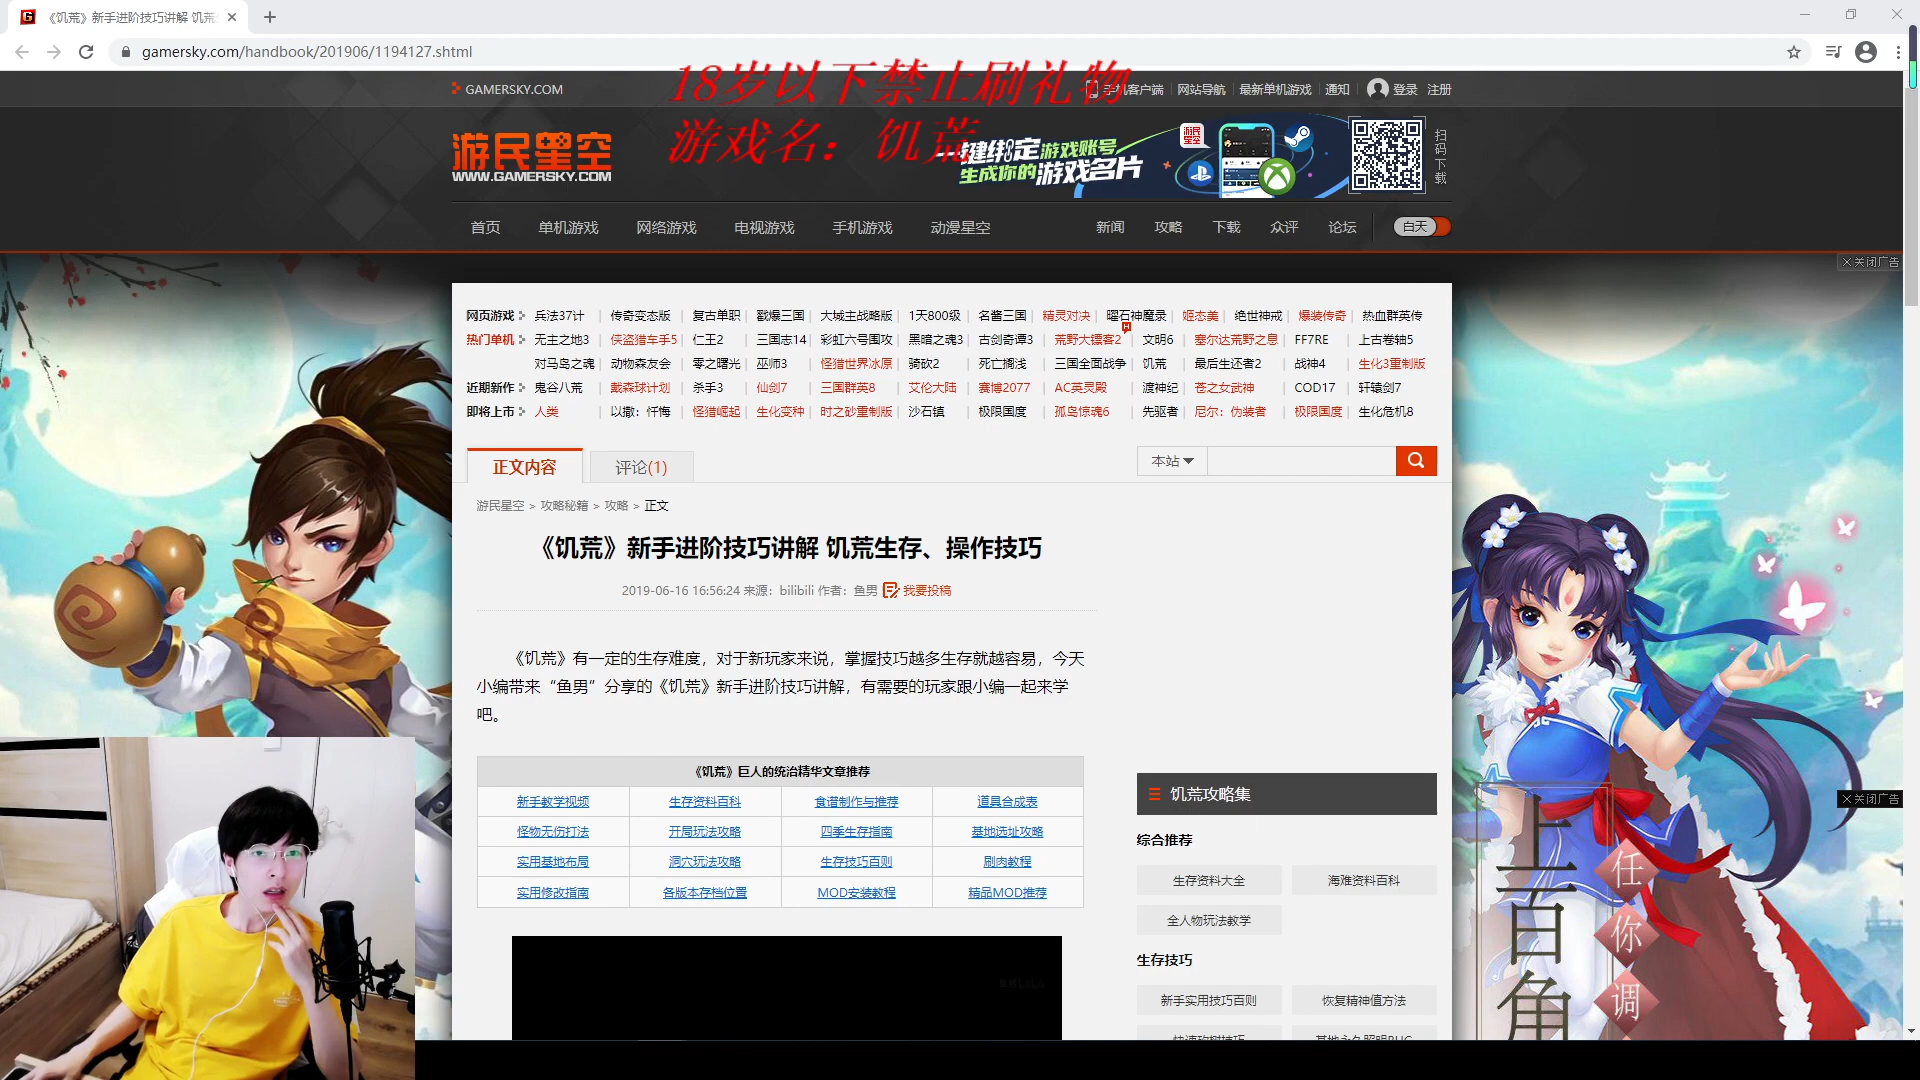 《饥荒》新手进阶技巧讲解 饥荒
gamersky.com/handbook/201906/1194127.shtml
18岁以下禁止刷礼物
游戏名：饥荒
GAMERSKY.COM
手机客户端 网站导航 最新单机游戏 通知 登录 注册
游民星空
WWW.GAMERSKY.COM
一键绑定游戏账号
生成你的游戏名片
游民星空
扫码下载
首页 单机游戏 网络游戏 电视游戏 手机游戏 动漫星空 新闻 攻略 下载 众评 论坛 白天
关闭广告
网页游戏 兵法37计 传奇变态版 复古单职 戳爆三国 大城主战略版 1天800级 名酱三国 精灵对决 曜石神魔录 姬态美 绝世神戒 爆装传奇 热血群英传
热门单机 无主之地3 侠盗猎车手5 仁王2 三国志14 彩虹六号围攻 黑暗之魂3 古剑奇谭3 荒野大镖客2 H 文明6 塞尔达荒野之息 FF7RE 上古卷轴5
对马岛之魂 动物森友会 零之曙光 巫师3 怪猎世界冰原 骑砍2 死亡搁浅 三国全面战争 饥荒 最后生还者2 战神4 生化3重制版
近期新作 鬼谷八荒 戴森球计划 杀手3 仙剑7 三国群英8 艾伦大陆 赛博2077 AC英灵殿 渡神纪 苍之女武神 COD17 轩辕剑7
即将上市 人类 以撒：忏悔 怪猎崛起 生化变种 时之砂重制版 沙石镇 极限国度 孤岛惊魂6 先驱者 尼尔：伪装者 极限国度 生化危机8
正文内容 评论(1) 本站
游民星空 > 攻略秘籍 > 攻略 > 正文
《饥荒》新手进阶技巧讲解 饥荒生存、操作技巧
2019-06-16 16:56:24 来源：bilibili 作者：鱼男 我要投稿
《饥荒》有一定的生存难度，对于新玩家来说，掌握技巧越多生存就越容易，今天
小编带来“鱼男”分享的《饥荒》新手进阶技巧讲解，有需要的玩家跟小编一起来学
吧。
《饥荒》巨人的统治精华文章推荐
新手教学视频 生存资料百科 食谱制作与推荐 道具合成表
怪物无伤打法 开局玩法攻略 四季生存指南 基地选址攻略
实用基地布局 洞穴玩法攻略 生存技巧百则 刷肉教程
实用修改指南 各版本存档位置 MOD安装教程 精品MOD推荐
饥荒攻略集
综合推荐
生存资料大全 海难资料百科
全人物玩法教学
生存技巧
新手实用技巧百则 恢复精神值方法
快速砍树技巧 基地永久照明BUG
关闭广告
上百角
任你调